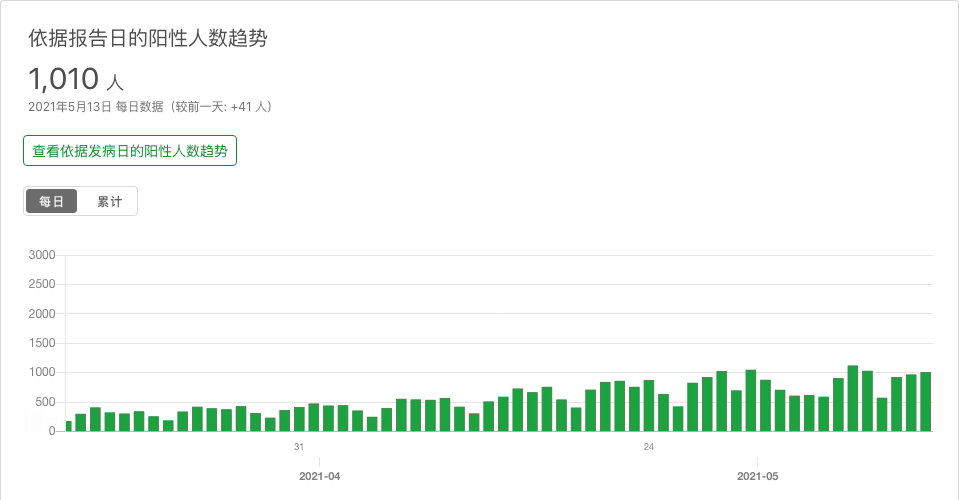 依据报告日的阳性人数趋势
1,010 人
2021年5月13日 每日数据（较前一天: +41 人）
查看依据发病日的阳性人数趋势
每日 累计
3000
2500
2000
1500
1000
500
0
31 24
2021-04 2021-05